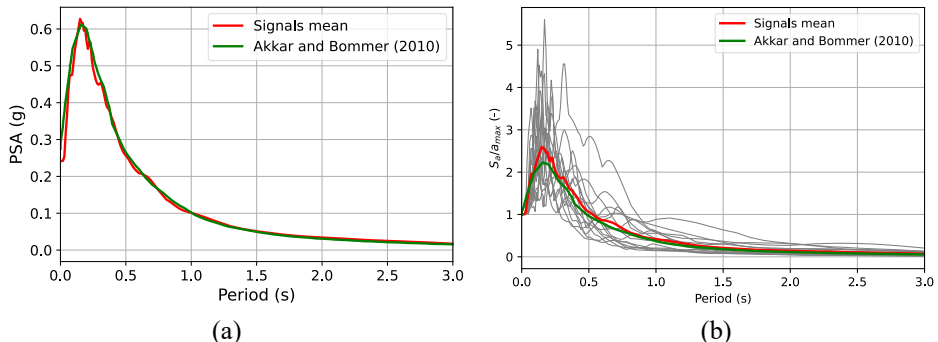 PSA (g)
0.6
0.5
0.4
0.3
0.2
0.1
0.0
Signals mean
Akkar and Bommer (2010)
0.0 0.5 1.0 1.5 2.0 2.5 3.0
Period (s)
(a)
Sa/amax (-)
5
4
3
2
1
0
Signals mean
Akkar and Bommer (2010)
0.0 0.5 1.0 1.5 2.0 2.5 3.0
Period (s)
(b)